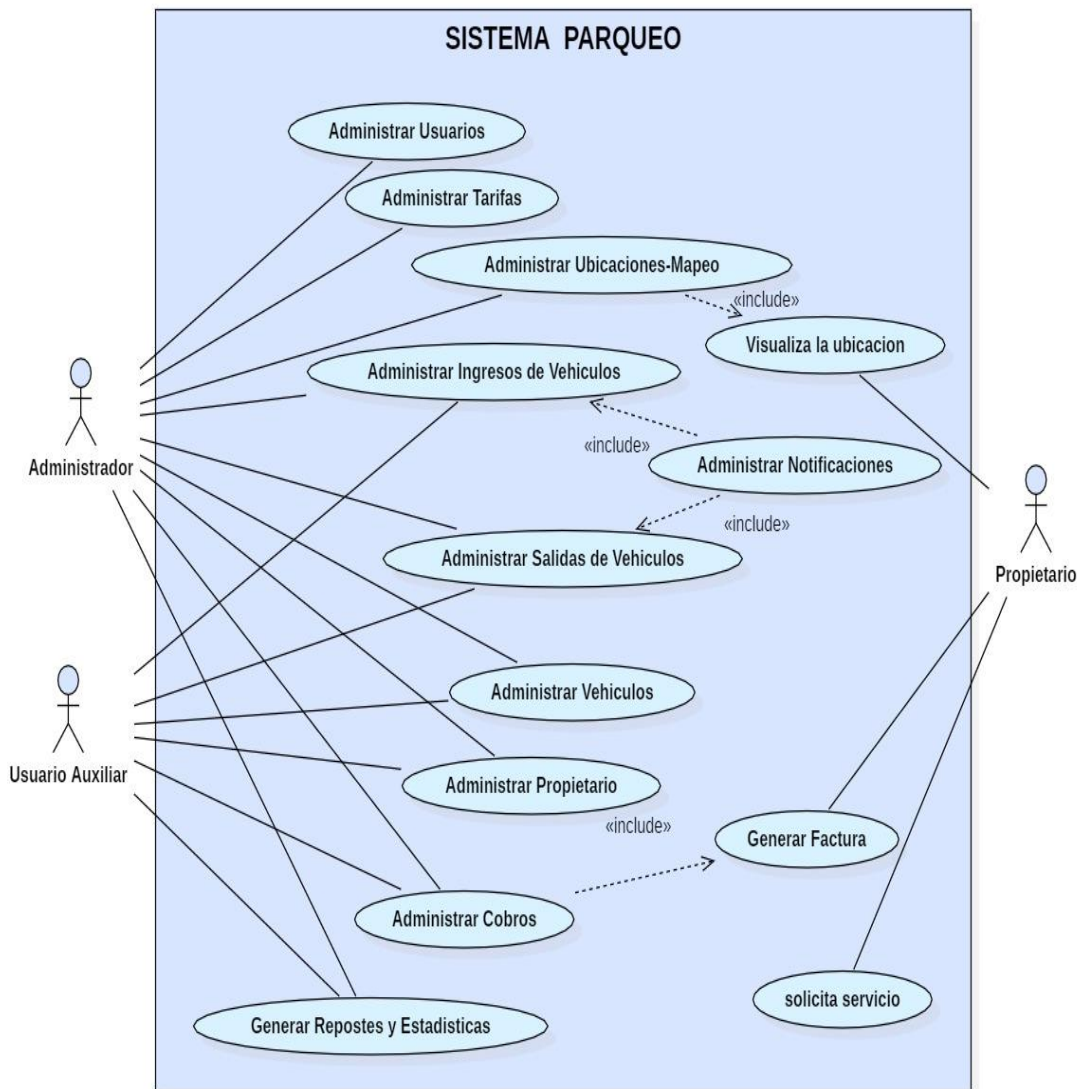 SISTEMA PARQUEO
Administrar Usuarios
Administrar Tarifas
Administrar Ubicaciones-Mapeo
«include»
Visualiza la ubicacion
Administrar Ingresos de Vehiculos
«include»
Administrar Notificaciones
Administrador
«include»
Administrar Salidas de Vehiculos
Propietario
Administrar Vehiculos
Usuario Auxiliar
Administrar Propietario
«include»
Generar Factura
Administrar Cobros
solicita servicio
Generar Repostes y Estadisticas